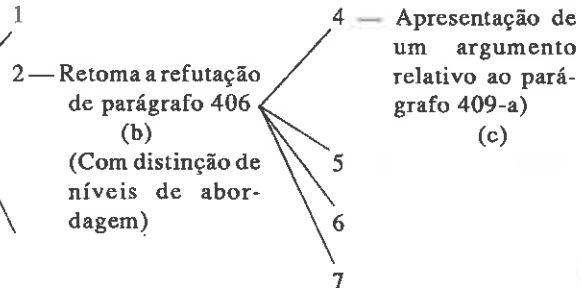 1
2 — Retoma a refutação
de parágrafo 406
(b)
(Com distinção de
níveis de abor-
dagem)
4 — Apresentação de
um argumento
relativo ao pará-
grafo 409-a)
(c)
5
6
7